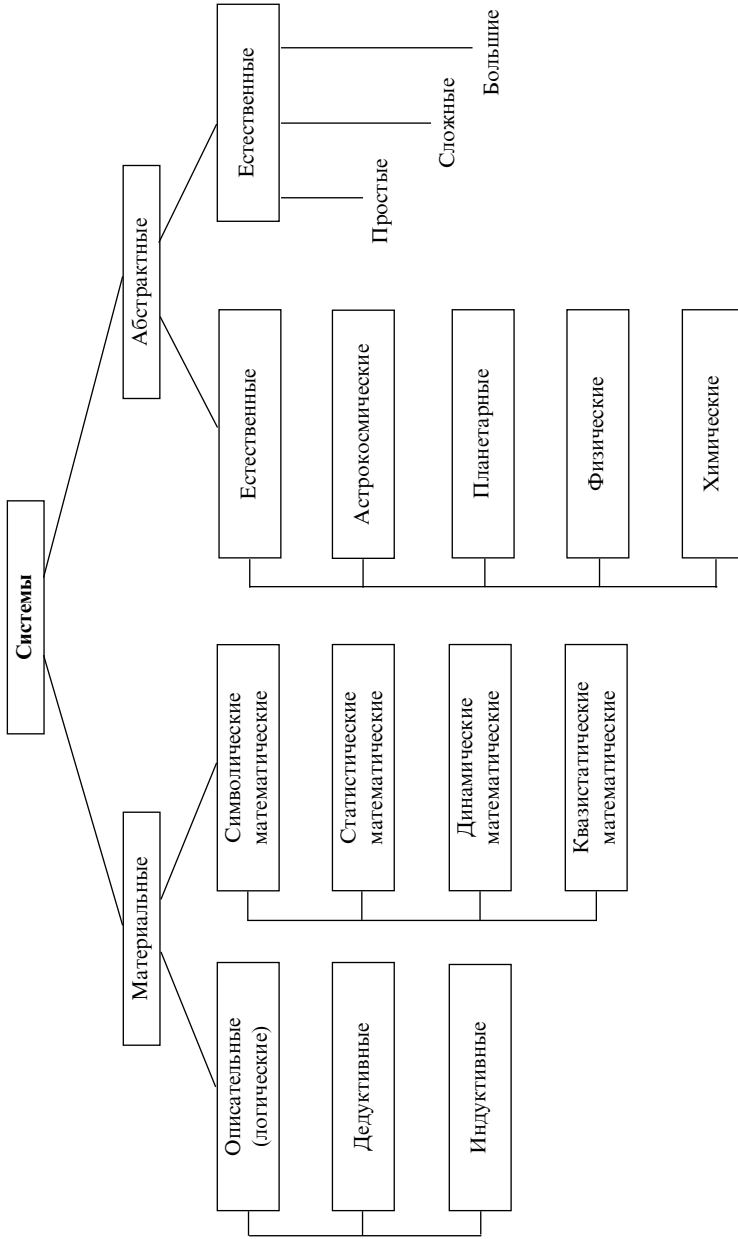 Системы
Материальные
Абстрактные
Описательные
(логические)
Дедуктивные
Индуктивные
Символические
математические
Статистические
математические
Динамические
математические
Квазистатические
математические
Естественные
Астрокосмические
Планетарные
Физические
Химические
Естественные
Простые
Сложные
Большие